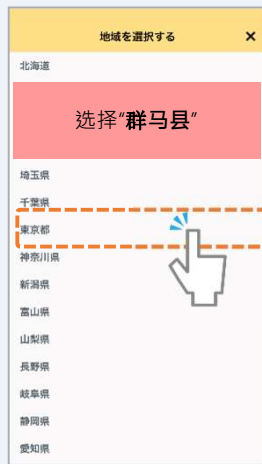 地域を選択する ×
北海道
选择“群马县”
埼玉県
千葉県
東京都
神奈川県
新潟県
富山県
山梨県
長野県
岐阜県
静岡県
愛知県